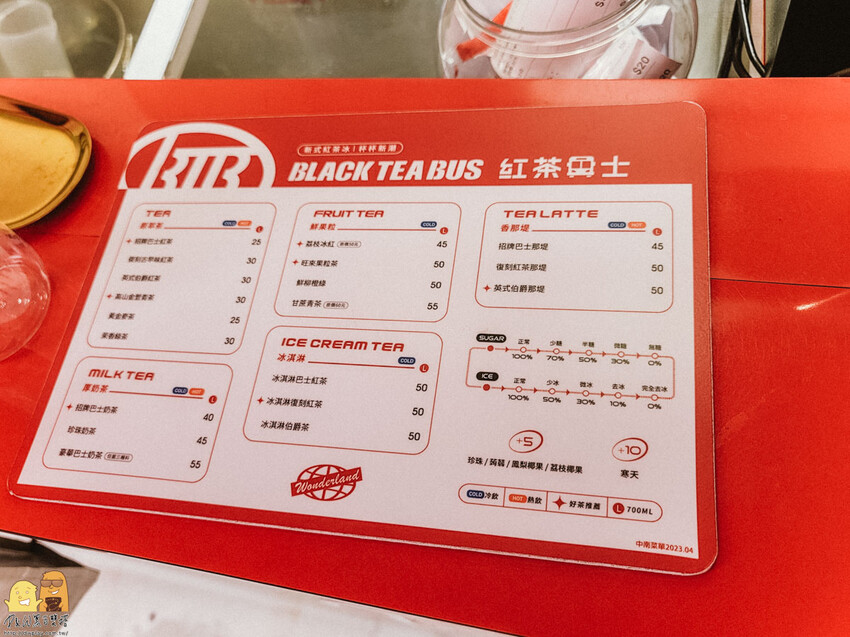 $20
BTB
新式紅茶冰 | 杯杯新潮
BLACK TEA BUS 紅茶巴士
TEA
COLD HOT L
招牌巴士紅茶 25
復刻古早味紅茶 30
英式伯爵紅茶 30
高山金萱青茶 30
黃金麥茶 25
茉香綠茶 30
MILK TEA
厚奶茶 COLD HOT L
招牌巴士奶茶 40
珍珠奶茶 45
豪華巴士奶茶 55
FRUIT TEA
鮮果粒 COLD L
荔枝冰紅 45
旺來果粒茶 50
鮮柳橙綠 50
甘蔗青茶 55
ICE CREAM TEA
冰淇淋 COLD L
冰淇淋巴士紅茶 50
冰淇淋復刻紅茶 50
冰淇淋伯爵茶 50
Wonderland
TEA LATTE
香那堤 COLD HOT L
招牌巴士那堤 45
復刻紅茶那堤 50
英式伯爵那堤 50
SUGAR 正常 少糖 半糖 微糖 無糖
100% 70% 50% 30% 0%
ICE 正常 少冰 微冰 去冰 完全去冰
100% 50% 30% 10% 0%
+5
珍珠 / 蒟蒻 / 鳳梨椰果 / 荔枝椰果
+10
寒天
COLD 冷飲 HOT 熱飲 好茶推薦 L 700ML
中南菜單2023.04